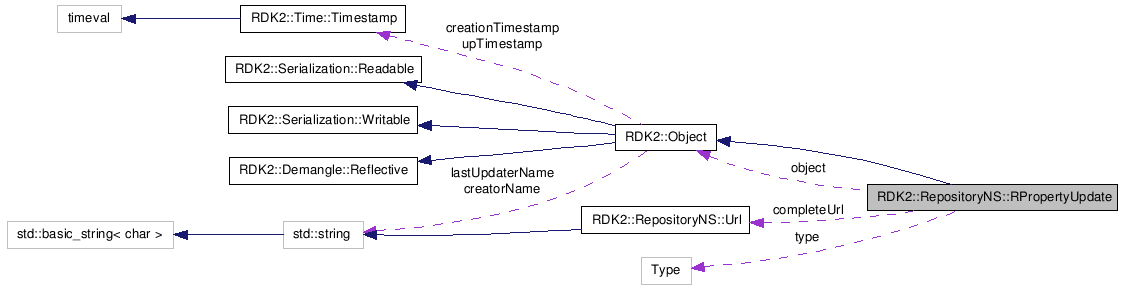 timeval
RDK2::Time::Timestamp
creationTimestamp
upTimestamp
RDK2::Serialization::Readable
RDK2::Serialization::Writable
RDK2::Object
RDK2::Demangle::Reflective
lastUpdaterName
creatorName
object
RDK2::RepositoryNS::RPropertyUpdate
completeUrl
RDK2::RepositoryNS::Url
std::basic_string< char >
std::string
type
Type